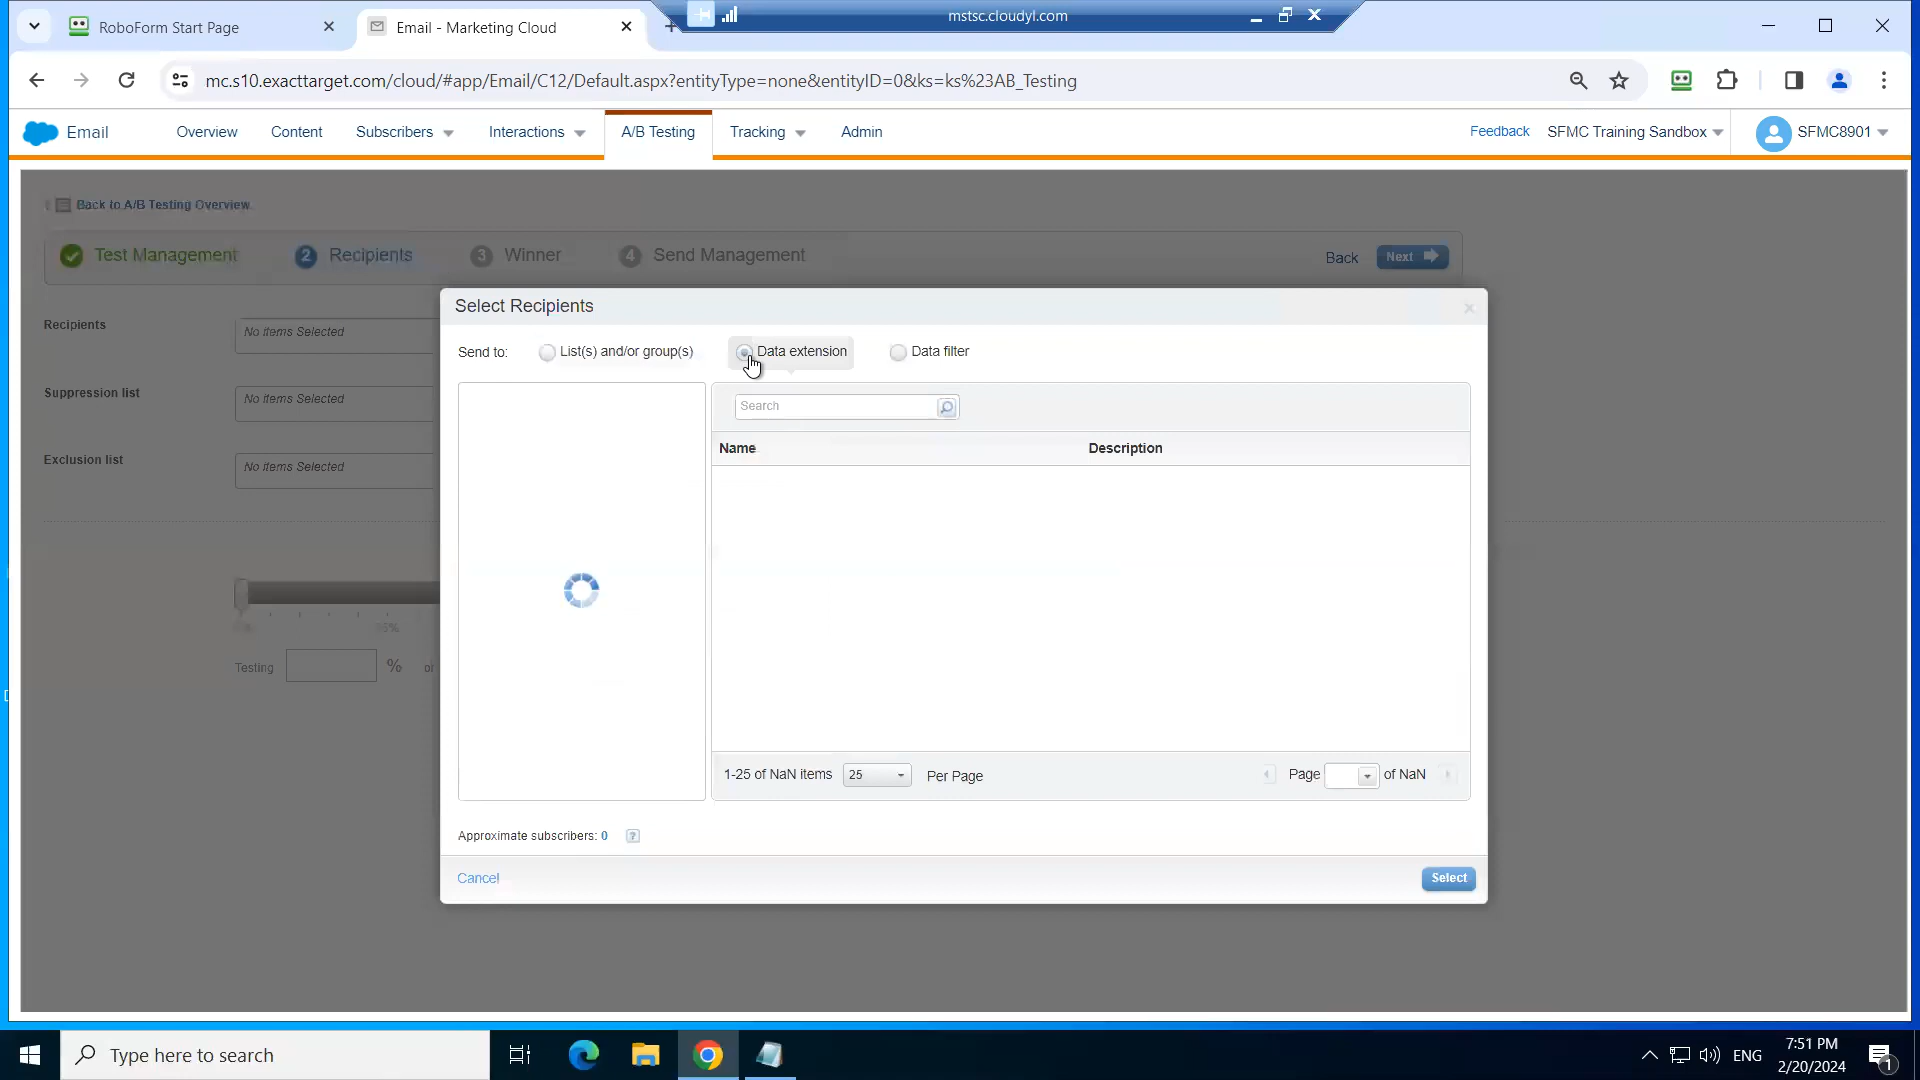 mstsc.cloudyl.com
RoboForm Start Page
Email - Marketing Cloud
mc.s10.exacttarget.com/cloud/#app/Email/C12/Default.aspx?entityType=none&entityID=0&ks=ks%23AB_Testing
Email Overview Content Subscribers Interactions A/B Testing Tracking Admin Feedback SFMC Training Sandbox SFMC8901
Back to A/B Testing Overview
Test Management 2 Recipients 3 Winner 4 Send Management Back Next
Select Recipients
Recipients No items Selected
Send to: List(s) and/or group(s) Data extension Data filter
Suppression list No items Selected
Search
Name Description
Exclusion list No items Selected
Testing % or
1-25 of NaN items 25 Per Page Page of NaN
Approximate subscribers: 0 ?
Cancel Select
Type here to search
ENG
7:51 PM
2/20/2024
1